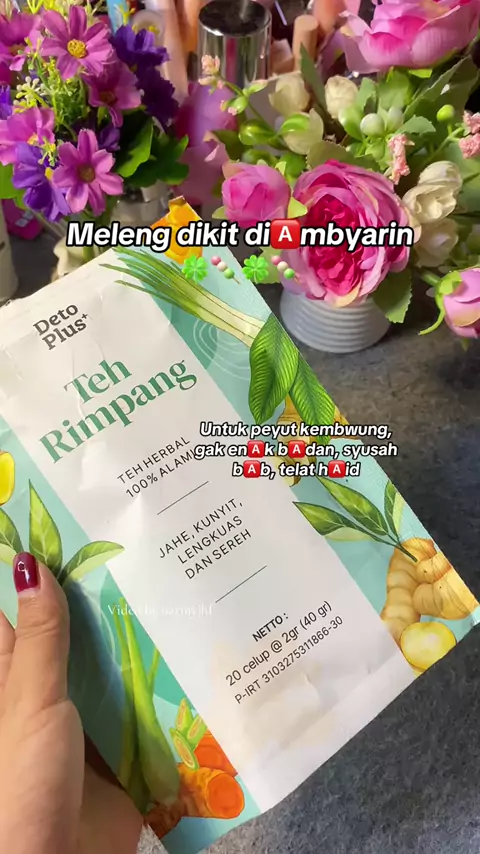 Meleng dikit di🅰️mbyarin
🍀🍡🍀🍡
Deto
Plus+
Teh
Rimpang
TEH HERBAL
100% ALAMI
Untuk peyut kembwung,
gak en🅰️k b🅰️dan, syusah
b🅰️b, telat h🅰️id
JAHE, KUNYIT,
LENGKUAS
DAN SEREH
NETTO :
20 celup @ 2gr (40 gr)
P-IRT 3103275311866-30